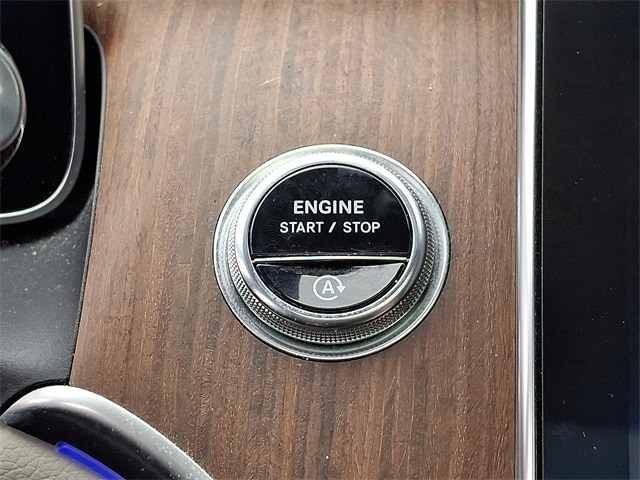 ENGINE
START / STOP
A